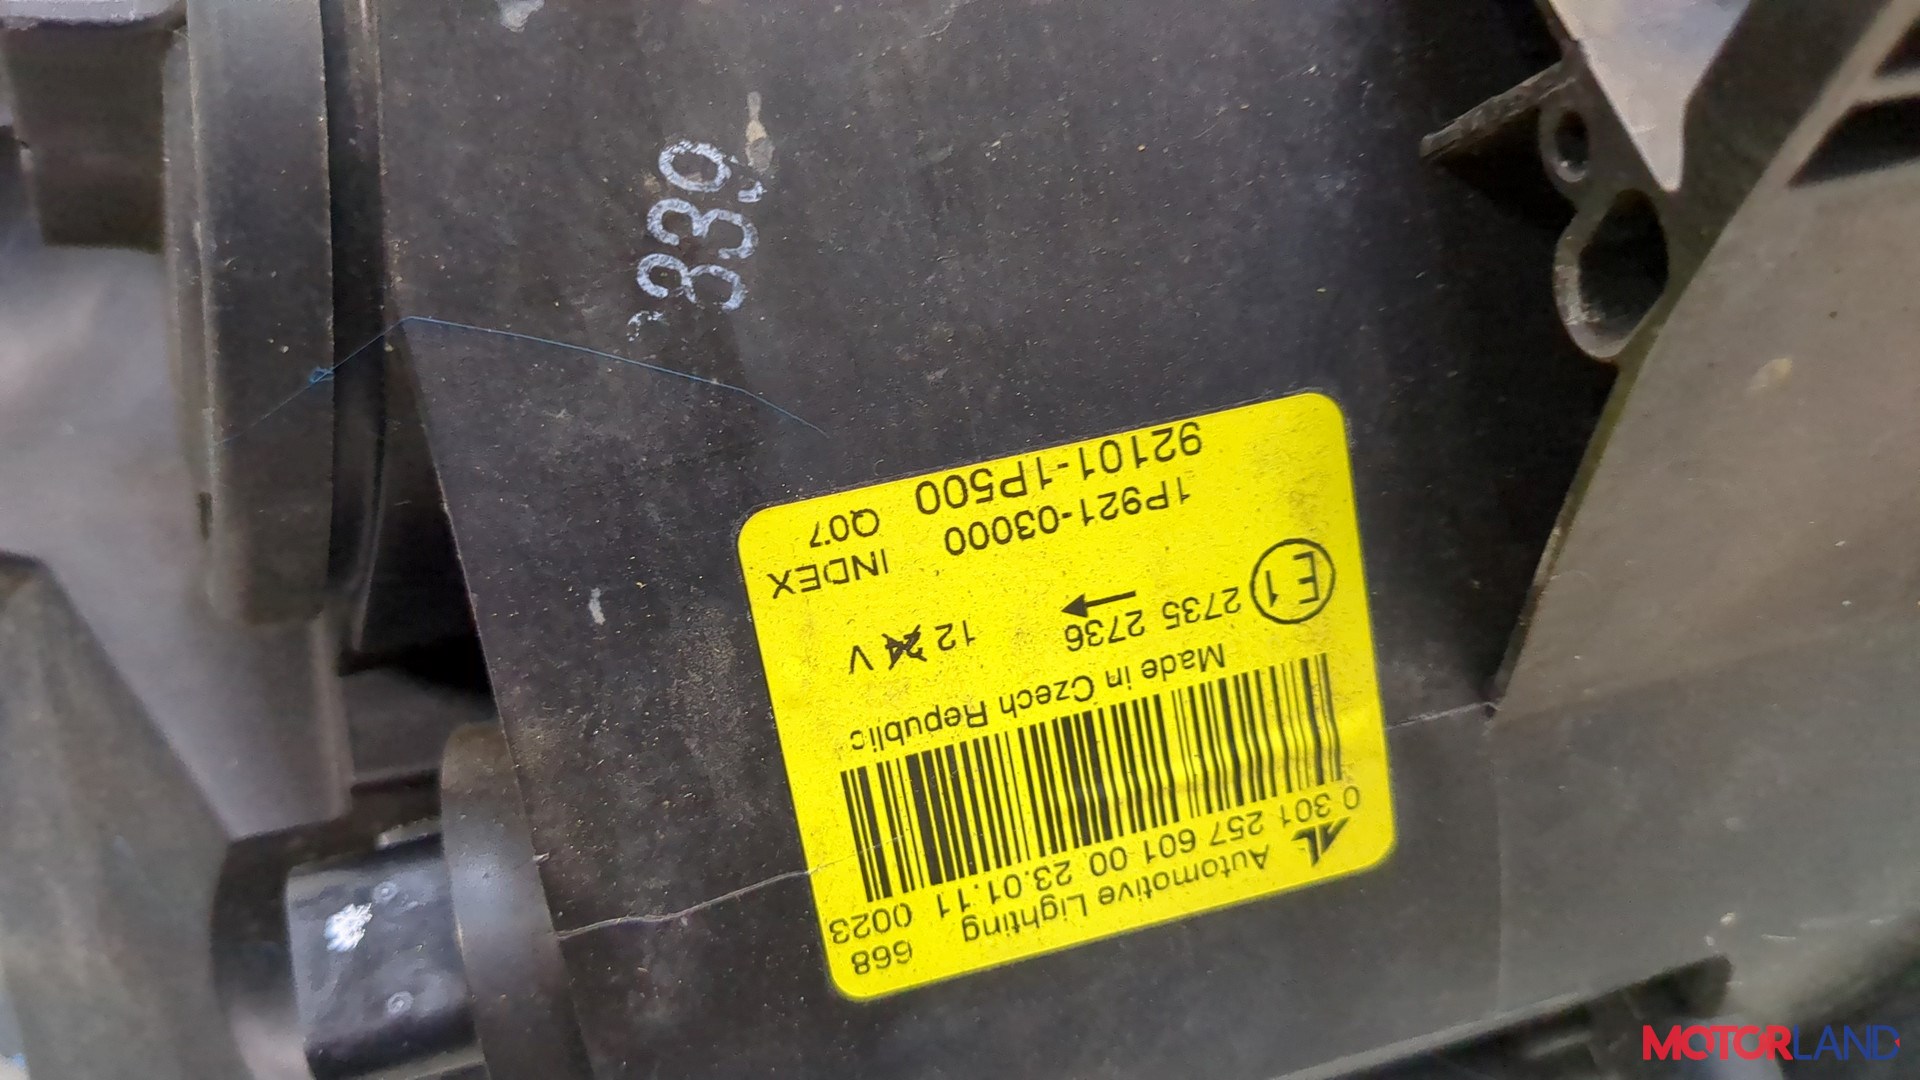 Automotive Lighting 668
0 301 257 601 00 23.01.11 0023
Made in Czech Republic
E1 2735 2736 12 24 V
1P921-03000 INDEX
92101-1P500 Q07
339
MOTORLAND